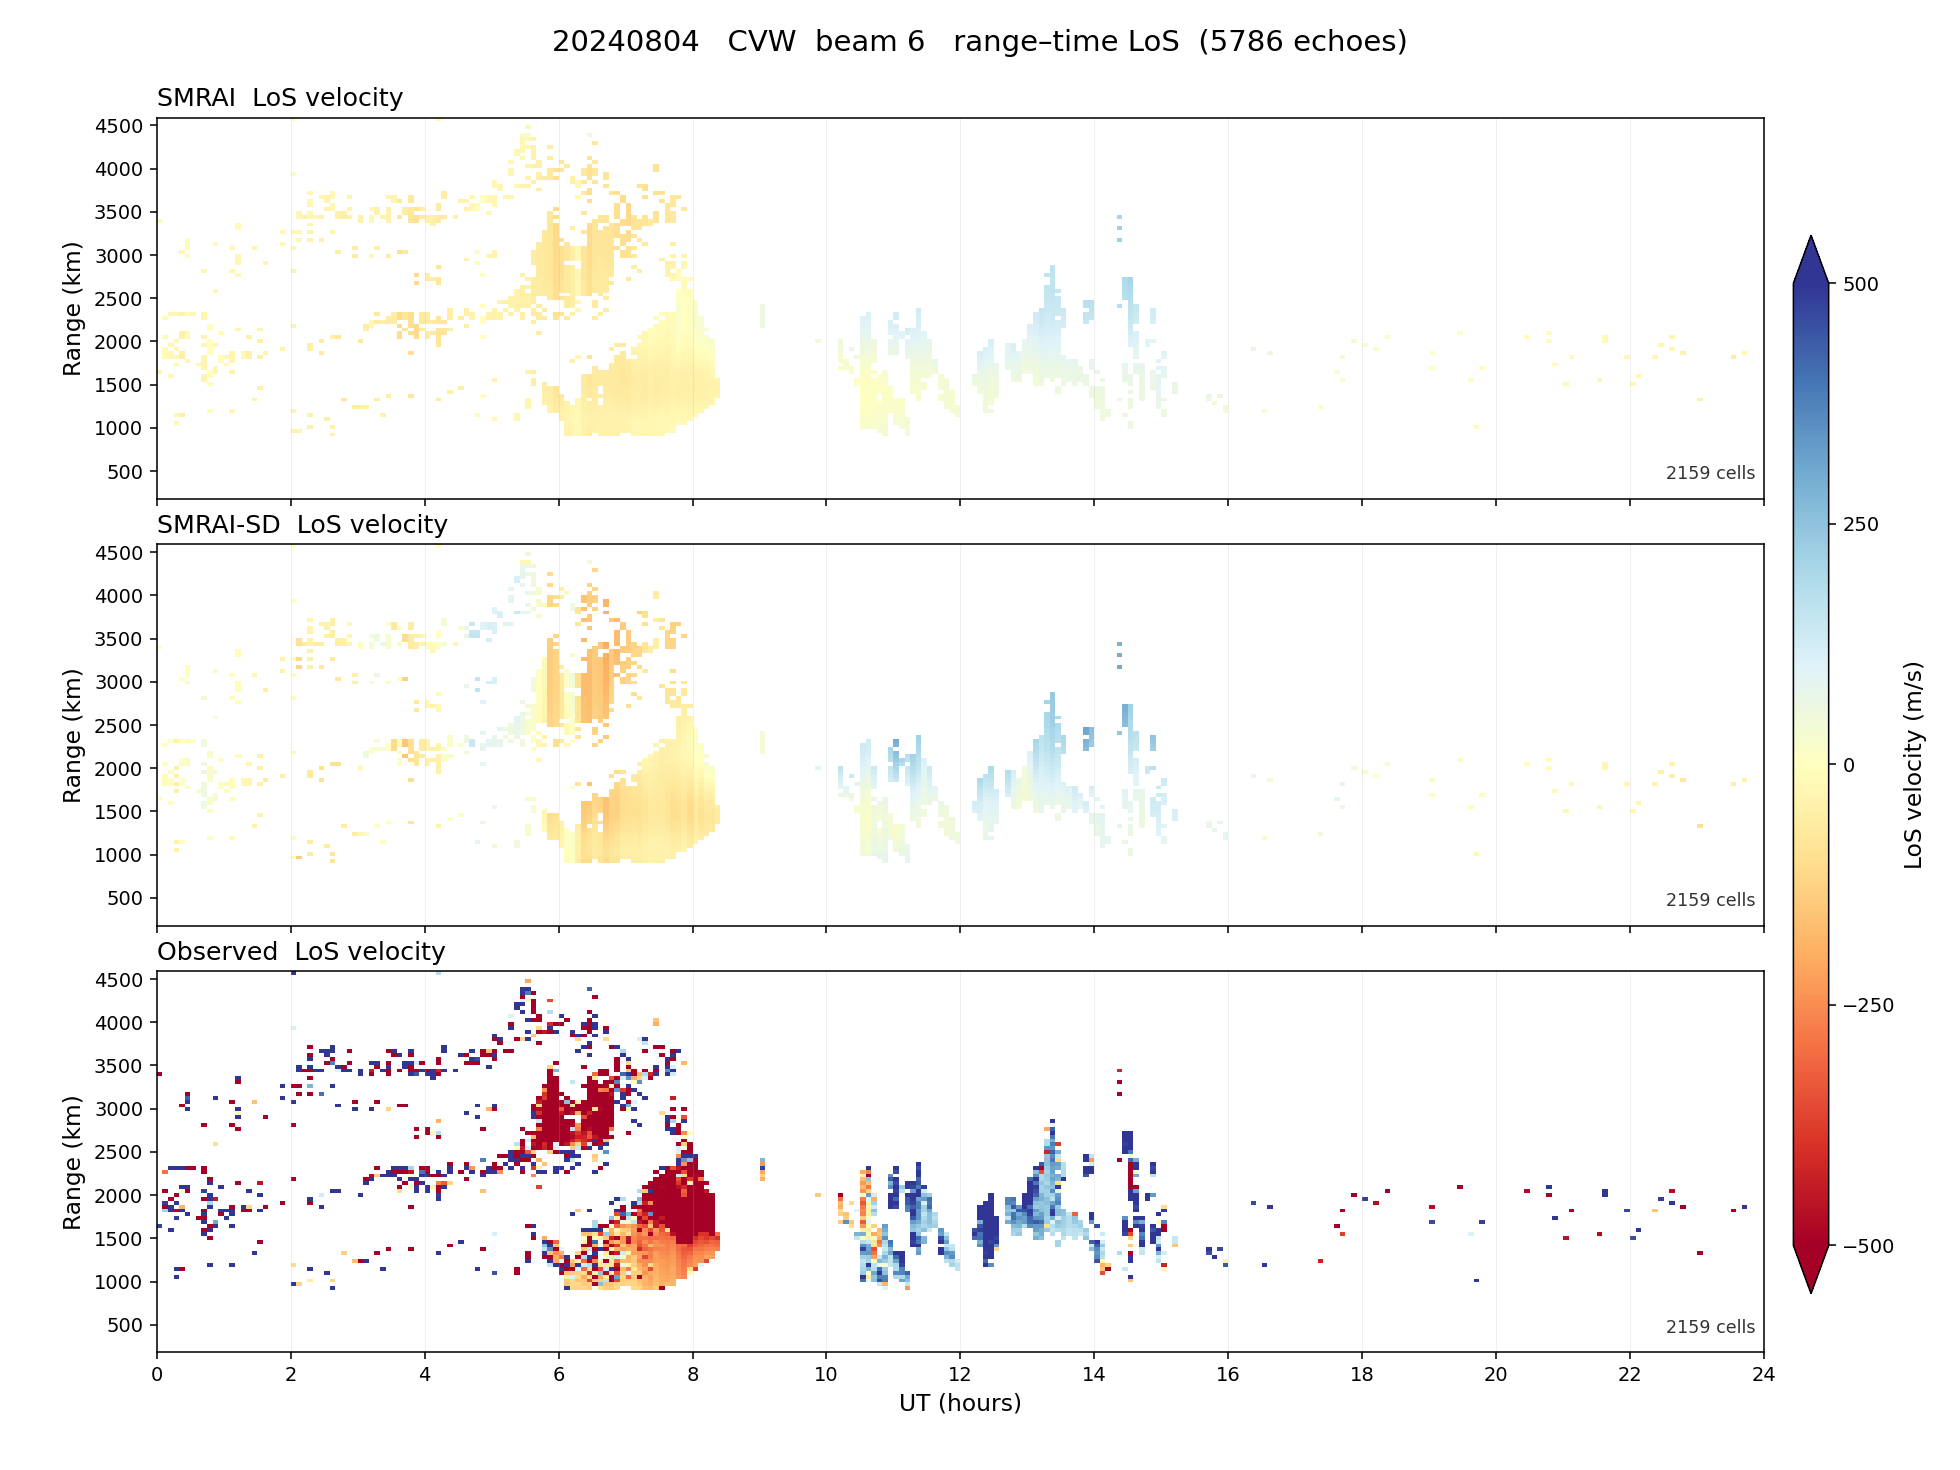 20240804   CVW  beam 6   range–time LoS  (5786 echoes)
SMRAI  LoS velocity
4500
4000
3500
3000
2500
2000
1500
1000
500
Range (km)
2159 cells
SMRAI-SD  LoS velocity
4500
4000
3500
3000
2500
2000
1500
1000
500
Range (km)
2159 cells
Observed  LoS velocity
4500
4000
3500
3000
2500
2000
1500
1000
500
Range (km)
2159 cells
0 2 4 6 8 10 12 14 16 18 20 22 24
UT (hours)
500
250
0
−250
−500
LoS velocity (m/s)